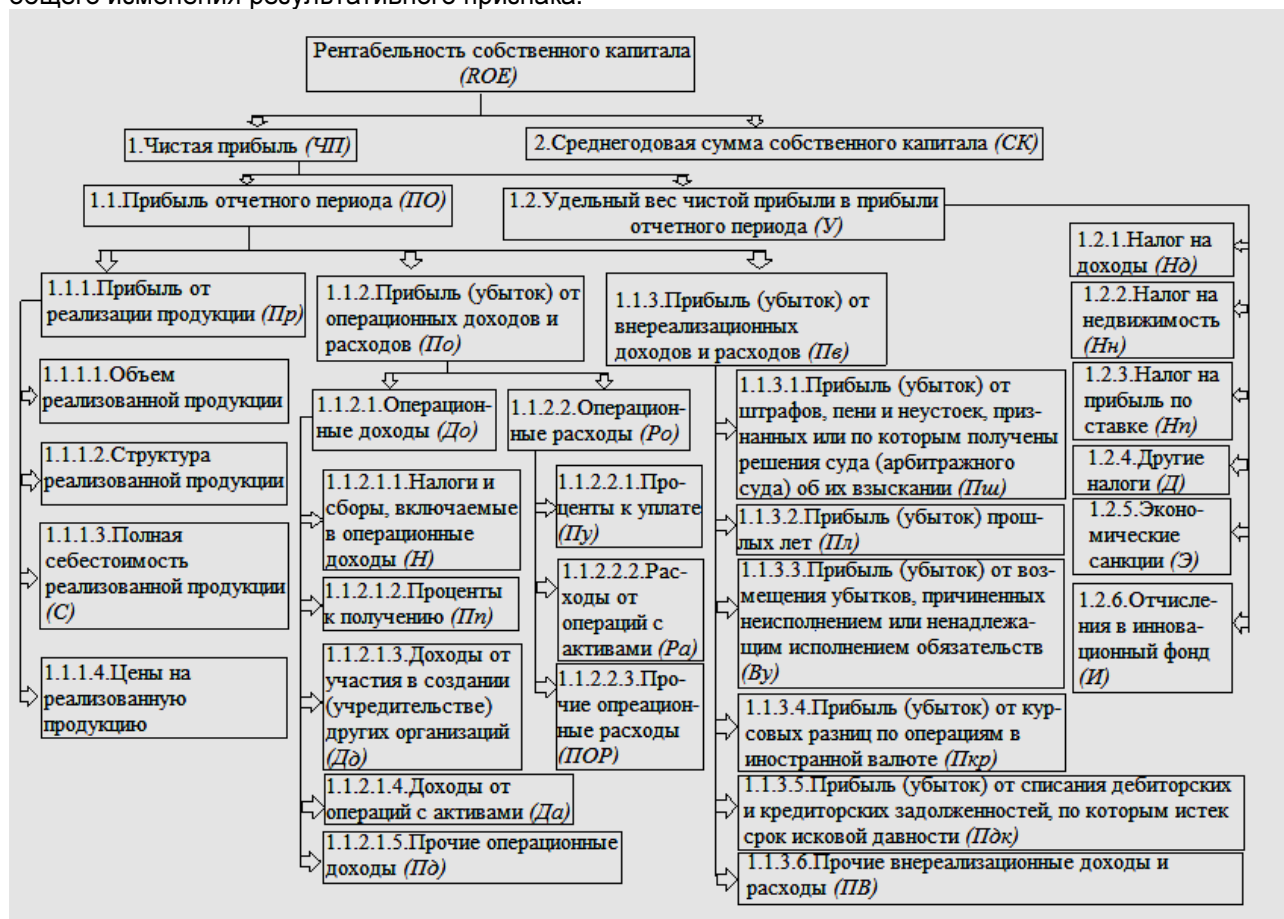 общего изменения результативного признака.
Рентабельность собственного капитала
(ROE)
1.Чистая прибыль (ЧП)
2.Среднегодовая сумма собственного капитала (СК)
1.1.Прибыль отчетного периода (ПО)
1.2.Удельный вес чистой прибыли в прибыли
отчетного периода (У)
1.1.1.Прибыль от
реализации продукции (Пр)
1.1.1.1.Объем
реализованной продукции
1.1.1.2.Структура
реализованной продукции
1.1.1.3.Полная
себестоимость
реализованной продукции
(С)
1.1.1.4.Цены на
реализованную
продукцию
1.1.2.Прибыль (убыток) от
операционных доходов и
расходов (По)
1.1.2.1.Операцион-
ные доходы (До)
1.1.2.1.1.Налоги и
сборы, включаемые
в операционные
доходы (Н)
1.1.2.1.2.Проценты
к получению (Пп)
1.1.2.1.3.Доходы от
участия в создании
(учредительстве)
других организаций
(Дд)
1.1.2.1.4.Доходы от
операций с активами (Да)
1.1.2.1.5.Прочие операционные
доходы (Пд)
1.1.2.2.Операцион-
ные расходы (Ро)
1.1.2.2.1.Про-
центы к уплате
(Пу)
1.1.2.2.2.Рас-
ходы от
операций с
активами (Ра)
1.1.2.2.3.Про-
чие опреацион-
ные расходы
(ПОР)
1.1.3.Прибыль (убыток) от
внереализационных
доходов и расходов (Пв)
1.1.3.1.Прибыль (убыток) от
штрафов, пени и неустоек, приз-
нанных или по которым получены
решения суда (арбитражного
суда) об их взыскании (Пш)
1.1.3.2.Прибыль (убыток) прош-
лых лет (Пл)
1.1.3.3.Прибыль (убыток) от воз-
мещения убытков, причиненных
неисполнением или ненадлежа-
щим исполнением обязательств
(Ву)
1.1.3.4.Прибыль (убыток) от кур-
совых разниц по операциям в
иностранной валюте (Пкр)
1.1.3.5.Прибыль (убыток) от списания дебиторских
и кредиторских задолженностей, по которым истек
срок исковой давности (Пдк)
1.1.3.6.Прочие внереализационные доходы и
расходы (ПВ)
1.2.1.Налог на
доходы (Нд)
1.2.2.Налог на
недвижимость
(Нн)
1.2.3.Налог на
прибыль по
ставке (Нп)
1.2.4.Другие
налоги (Д)
1.2.5.Эконо-
мические
санкции (Э)
1.2.6.Отчисле-
ния в иннова-
ционный фонд
(И)